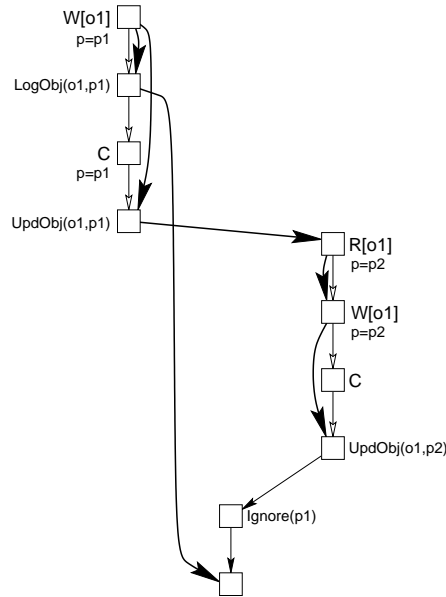 W[o1]
p=p1
LogObj(o1,p1)
C
p=p1
UpdObj(o1,p1)
R[o1]
p=p2
W[o1]
p=p2
C
UpdObj(o1,p2)
Ignore(p1)